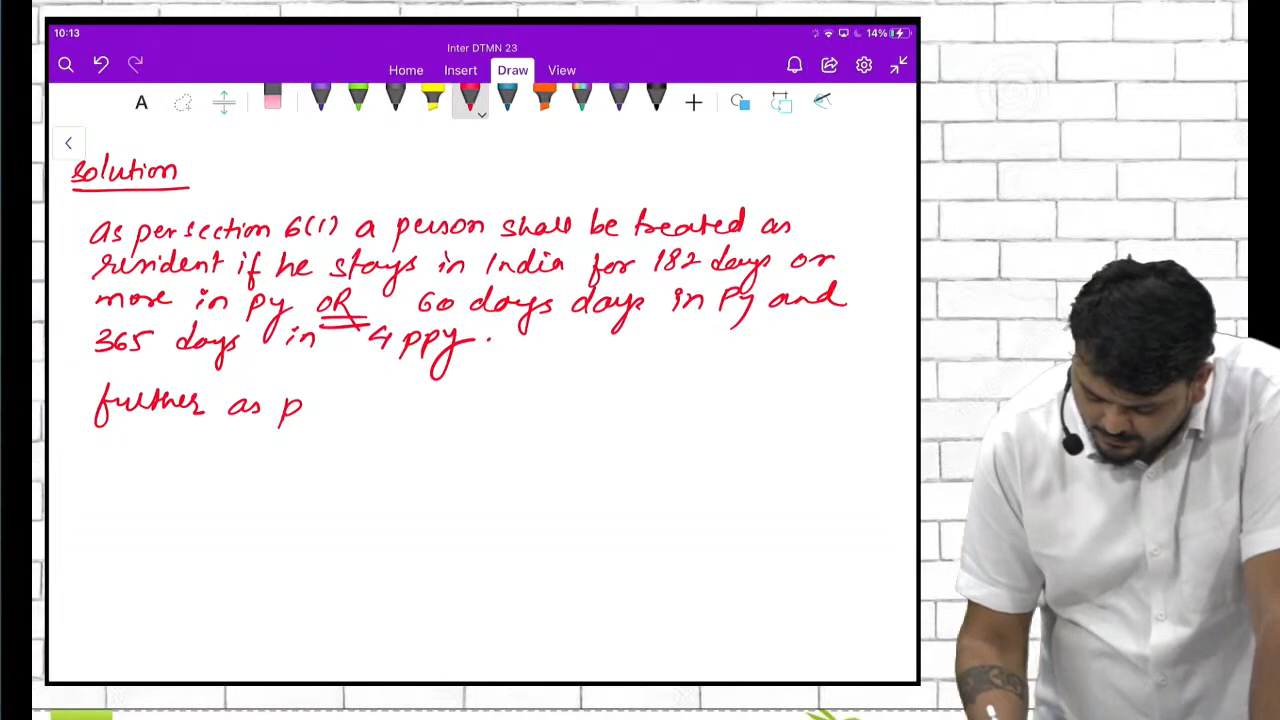 10:13
14%
Inter DTMN 23
Home Insert Draw View
A
solution
As per section 6(1) a person shall be treated as
resident if he stays in India for 182 days or
more in py OR 60 days days in Py and
365 days in 4 ppy.
further as p